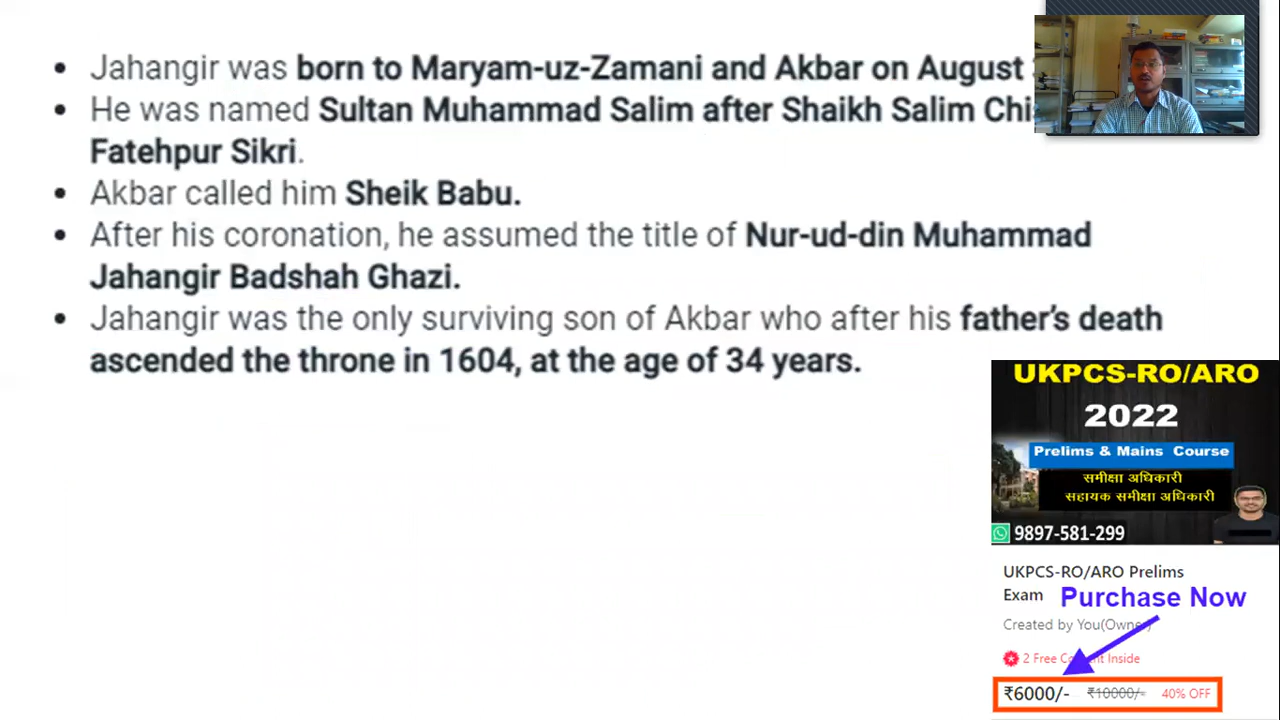 Jahangir was born to Maryam-uz-Zamani and Akbar on August
He was named Sultan Muhammad Salim after Shaikh Salim
Fatehpur Sikri.
Akbar called him Sheik Babu.
After his coronation, he assumed the title of Nur-ud-din Muhammad
Jahangir Badshah Ghazi.
Jahangir was the only surviving son of Akbar who after his father's death
ascended the throne in 1604, at the age of 34 years.
UKPCS-RO/ARO
2022
Prelims & Mains Course
समीक्षा अधिकारी
सहायक समीक्षा अधिकारी
9897-581-299
UKPCS-RO/ARO Prelims
Exam Purchase Now
Created by You(Owner)
2 Free Content Inside
₹6000/- ₹10000/- 40% OFF